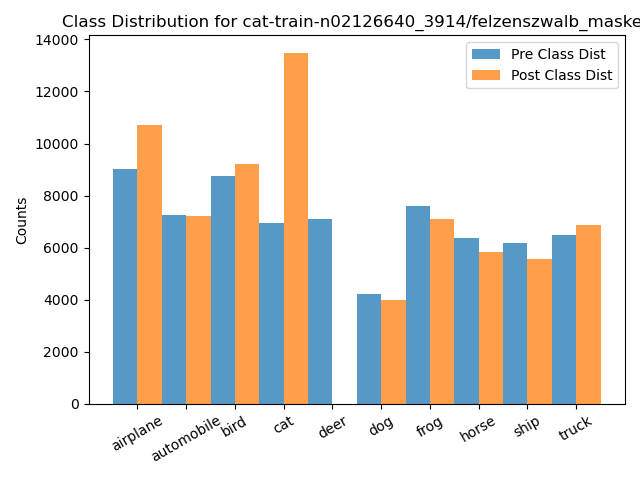 Class Distribution for cat-train-n02126640_3914/felzenszwalb_maske
Pre Class Dist
Post Class Dist
Counts
14000
12000
10000
8000
6000
4000
2000
0
airplane
automobile
bird
cat
deer
dog
frog
horse
ship
truck